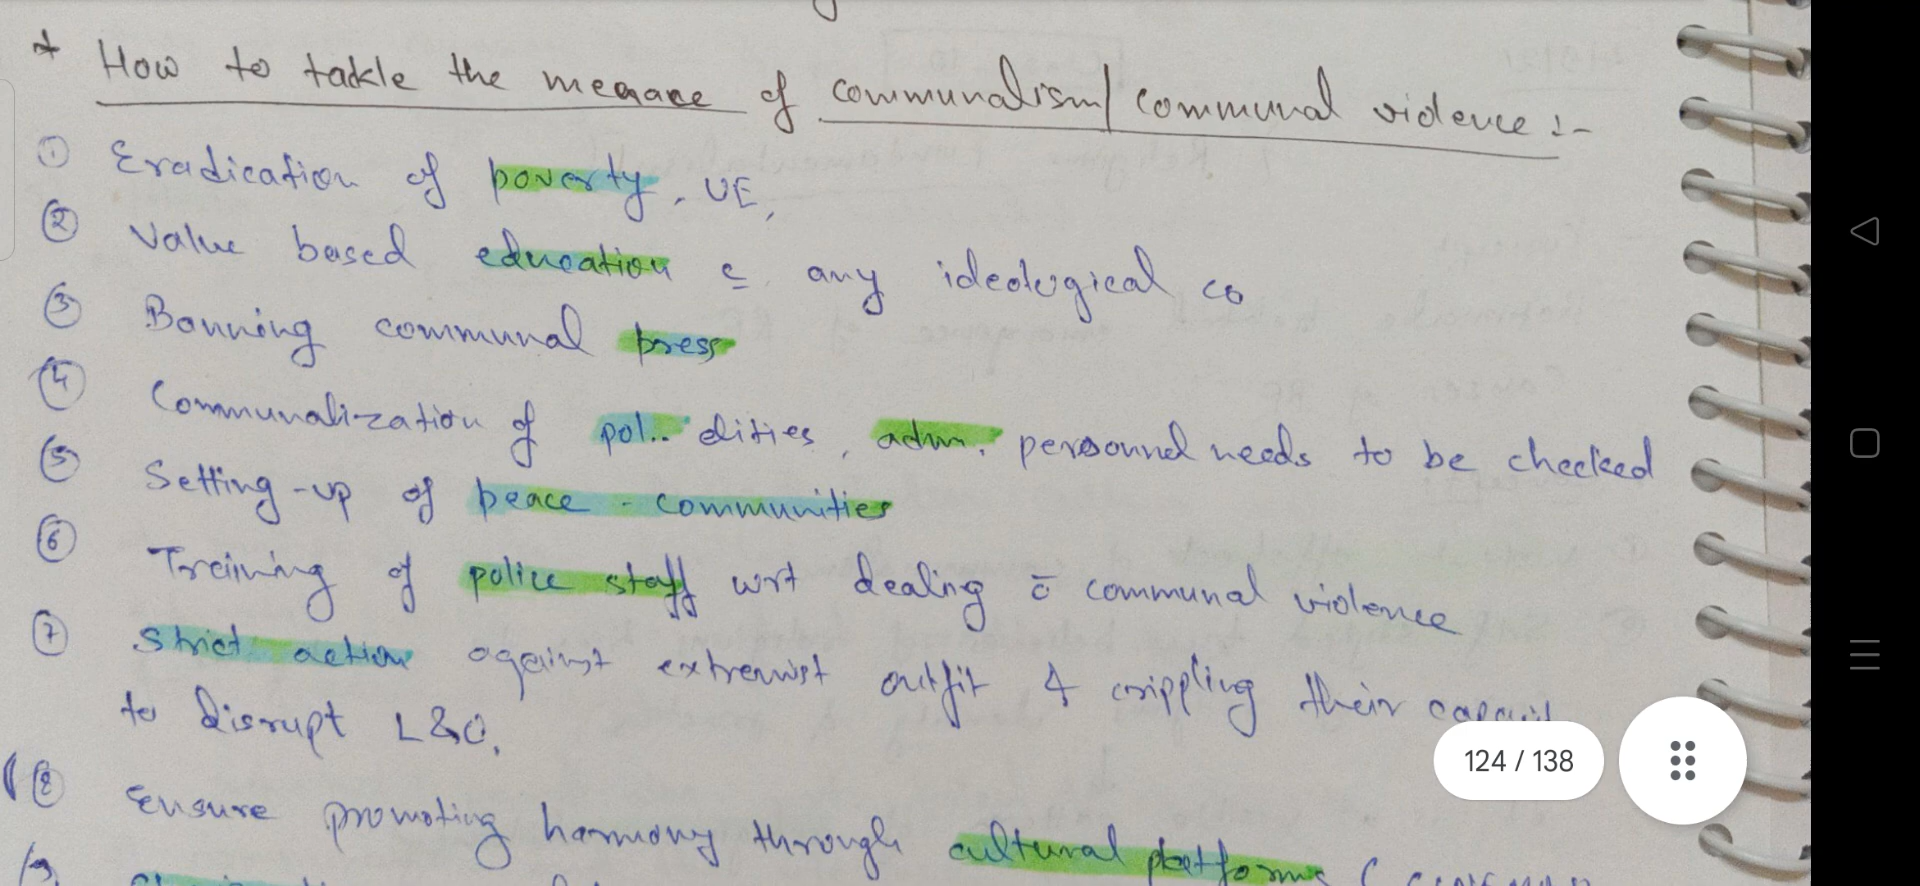 * How to tackle the menace of communalism/communal violence :-
① Eradication of poverty, UE,
② Value based education c̄ any ideological co
③ Banning communal press
④ Communalization of pol.. elities, adm. personnel needs to be checked
⑤ Setting-up of peace-communities
⑥ Training of police staff wrt dealing c̄ communal violence
⑦ Strict action against extremist outfit & crippling their
to disrupt L&O.
⑧ Ensure promoting harmony through cultural platforms (
124 / 138